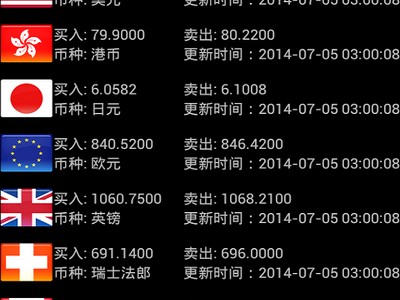 币种: 美元 更新时间：2014-07-05 03:00:08
买入: 79.9000 卖出: 80.2200
币种: 港币 更新时间：2014-07-05 03:00:08
买入: 6.0582 卖出: 6.1008
币种: 日元 更新时间：2014-07-05 03:00:08
买入: 840.5200 卖出: 846.4200
币种: 欧元 更新时间：2014-07-05 03:00:08
买入: 1060.7500 卖出: 1068.2100
币种: 英镑 更新时间：2014-07-05 03:00:08
买入: 691.1400 卖出: 696.0000
币种: 瑞士法郎 更新时间：2014-07-05 03:00:08